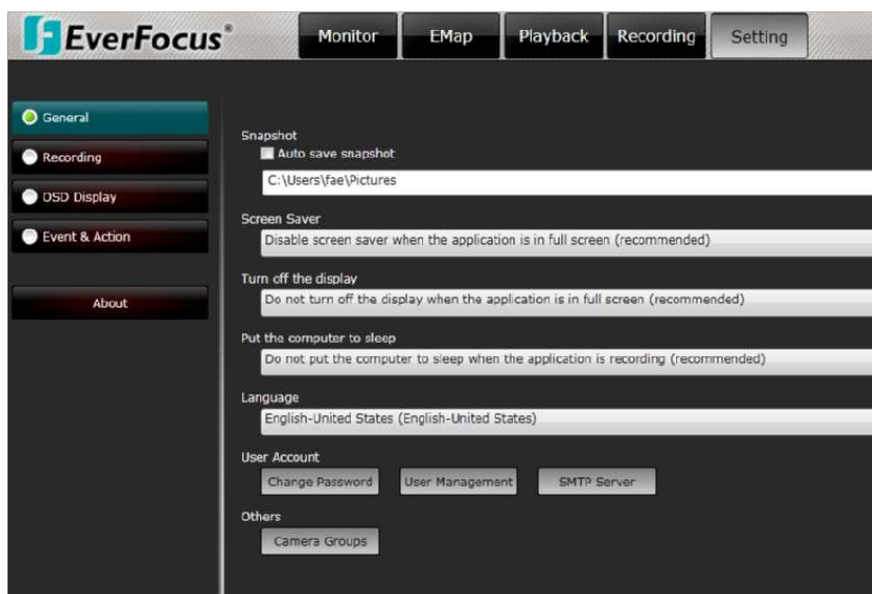 EverFocus®
Monitor
EMap
Playback
Recording
Setting
General
Recording
OSD Display
Event & Action
About
Snapshot
Auto save snapshot
C:\Users\fae\Pictures
Screen Saver
Disable screen saver when the application is in full screen (recommended)
Turn off the display
Do not turn off the display when the application is in full screen (recommended)
Put the computer to sleep
Do not put the computer to sleep when the application is recording (recommended)
Language
English-United States (English-United States)
User Account
Change Password
User Management
SMTP Server
Others
Camera Groups